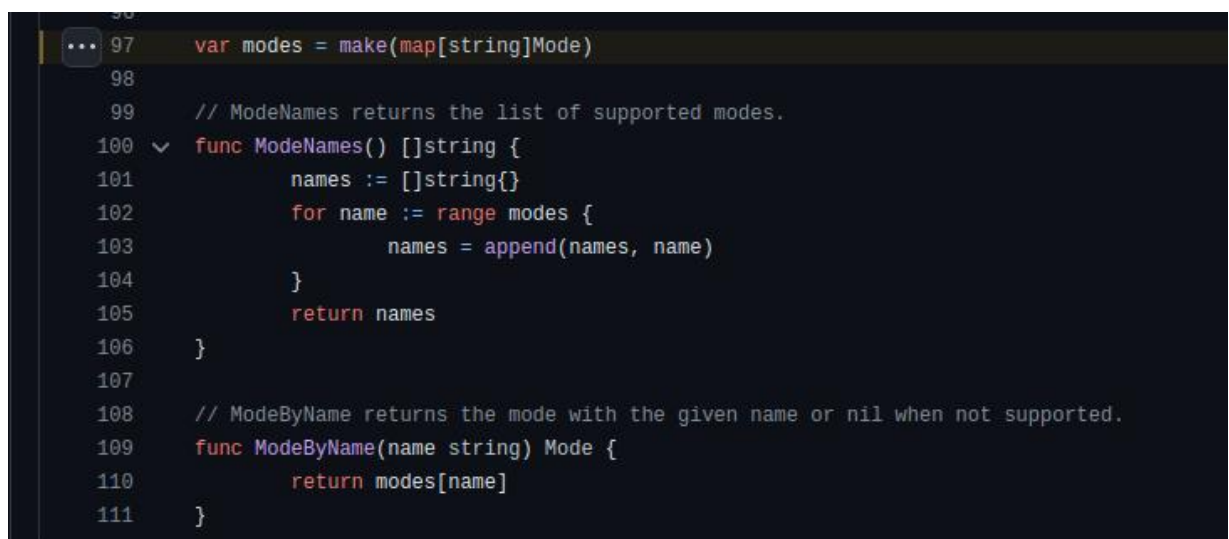 96
97 var modes = make(map[string]Mode)
98
99 // ModeNames returns the list of supported modes.
100 func ModeNames() []string {
101 names := []string{}
102 for name := range modes {
103 names = append(names, name)
104 }
105 return names
106 }
107
108 // ModeByName returns the mode with the given name or nil when not supported.
109 func ModeByName(name string) Mode {
110 return modes[name]
111 }